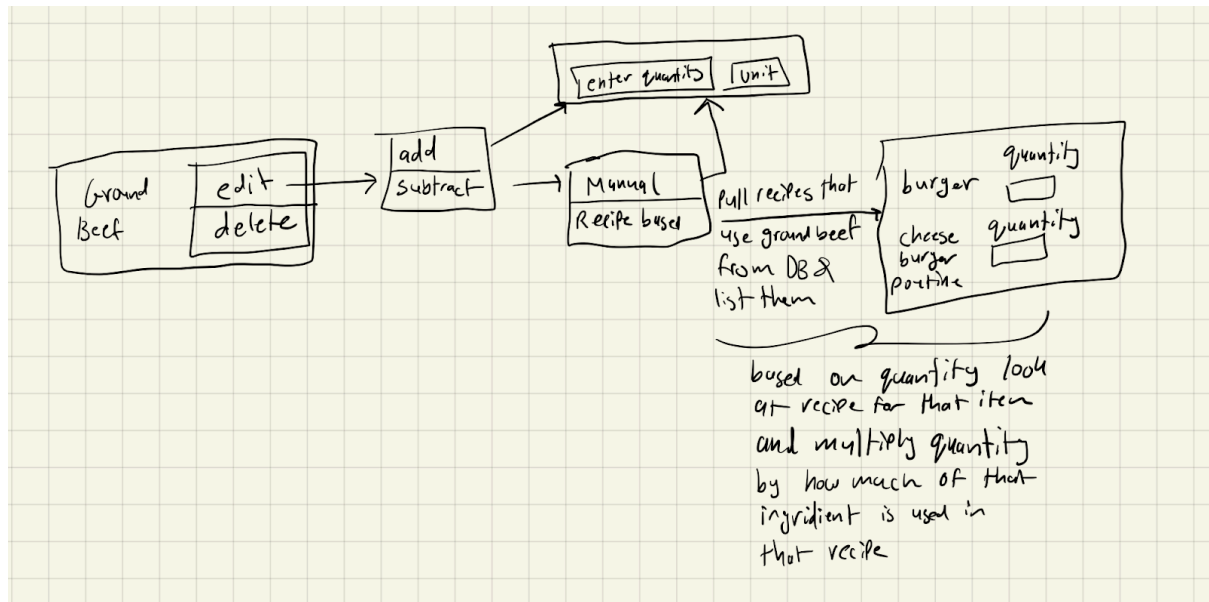 enter quantity
unit
Ground
Beef
edit
delete
add
subtract
Manual
Recipe based
Pull recipes that
use ground beef
from DB &
list them
quantity
burger
quantity
cheese
burger
poutine
based on quantity look
at recipe for that item
and multiply quantity
by how much of that
ingridient is used in
that recipe